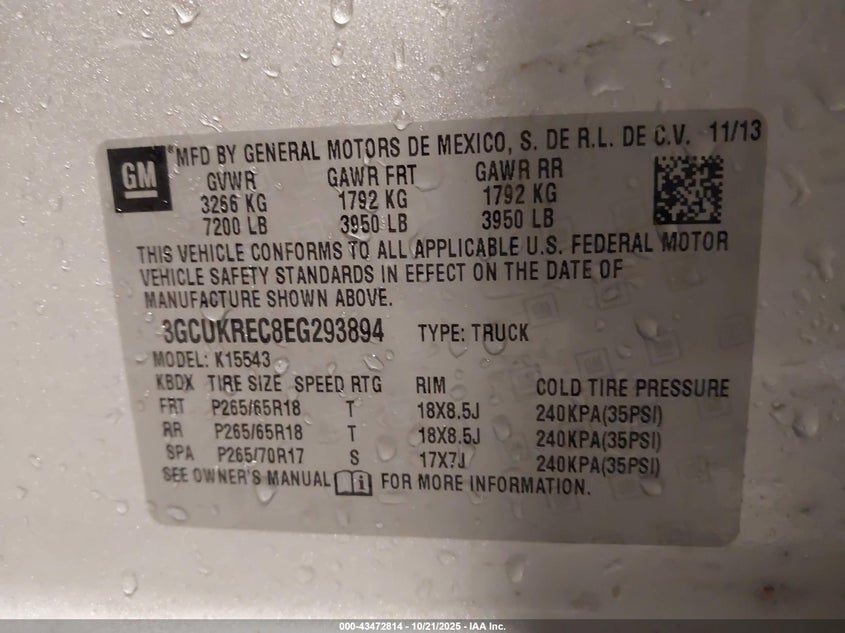 GM
®MFD BY GENERAL MOTORS DE MEXICO, S. DE R.L. DE C.V. 11/13
GVWR GAWR FRT GAWR RR
3266 KG 1792 KG 1792 KG
7200 LB 3950 LB 3950 LB
THIS VEHICLE CONFORMS TO ALL APPLICABLE U.S. FEDERAL MOTOR
VEHICLE SAFETY STANDARDS IN EFFECT ON THE DATE OF
MANUFACTURE SHOWN ABOVE.
3GCUKREC8EG293894 TYPE: TRUCK
MODEL: K15543
KBDX TIRE SIZE SPEED RTG RIM COLD TIRE PRESSURE
FRT P265/65R18 T 18X8.5J 240KPA(35PSI)
RR P265/65R18 T 18X8.5J 240KPA(35PSI)
SPA P265/70R17 S 17X7J 240KPA(35PSI)
SEE OWNER'S MANUAL i FOR MORE INFORMATION.
000-43472814 - 10/21/2025 - IAA Inc.